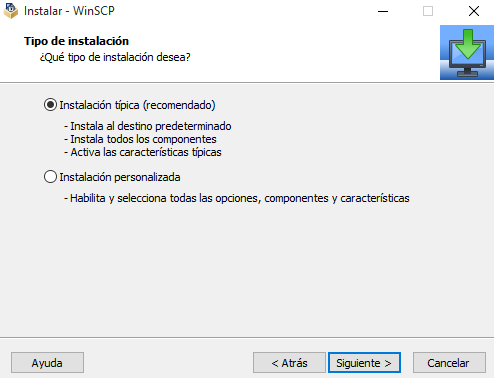 Instalar - WinSCP
Tipo de instalación
¿Qué tipo de instalación desea?
Instalación típica (recomendado)
- Instala al destino predeterminado
- Instala todos los componentes
- Activa las características típicas
Instalación personalizada
- Habilita y selecciona todas las opciones, componentes y características
Ayuda
< Atrás
Siguiente >
Cancelar